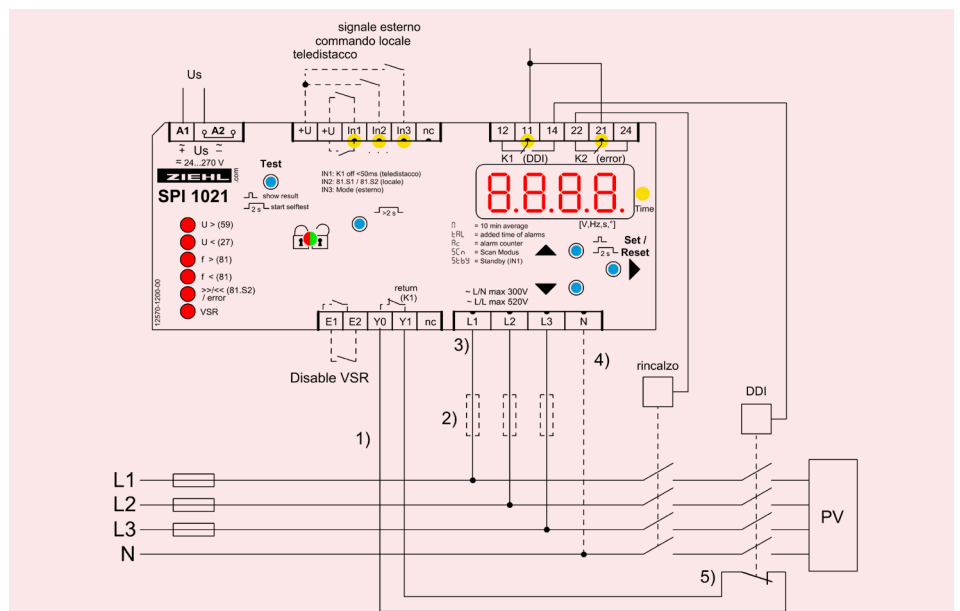 signale esterno
commando locale
teledistacco
Us
A1 A2
+U +U In1 In2 In3 nc
12 11 14 22 21 24
≂ Us ≂
+ −
≂ 24...270 V
K1 (DDI) K2 (error)
ZIEHL.com
SPI 1021
Test
show result
2 s start selftest
IN1: K1 off <50ms (teledistacco)
IN2: 81.S1 / 81.S2 (locale)
IN3: Mode (esterno)
>2 s
8.8.8.8.
Time
[V,Hz,s,°]
= 10 min average
tAL = added time of alarms
Ac = alarm counter
SCn = Scan Modus
Stby = Standby (IN1)
2 s
Set /
Reset
U > (59)
U < (27)
f > (81)
f < (81)
>>/<< (81.S2)
/ error
VSR
12570-1200-00
return
(K1)
~ L/N max 300V
~ L/L max 520V
E1 E2 Y0 Y1 nc
L1 L2 L3 N
Disable VSR
3)
4)
2)
1)
rincalzo
DDI
L1
L2
L3
N
PV
5)